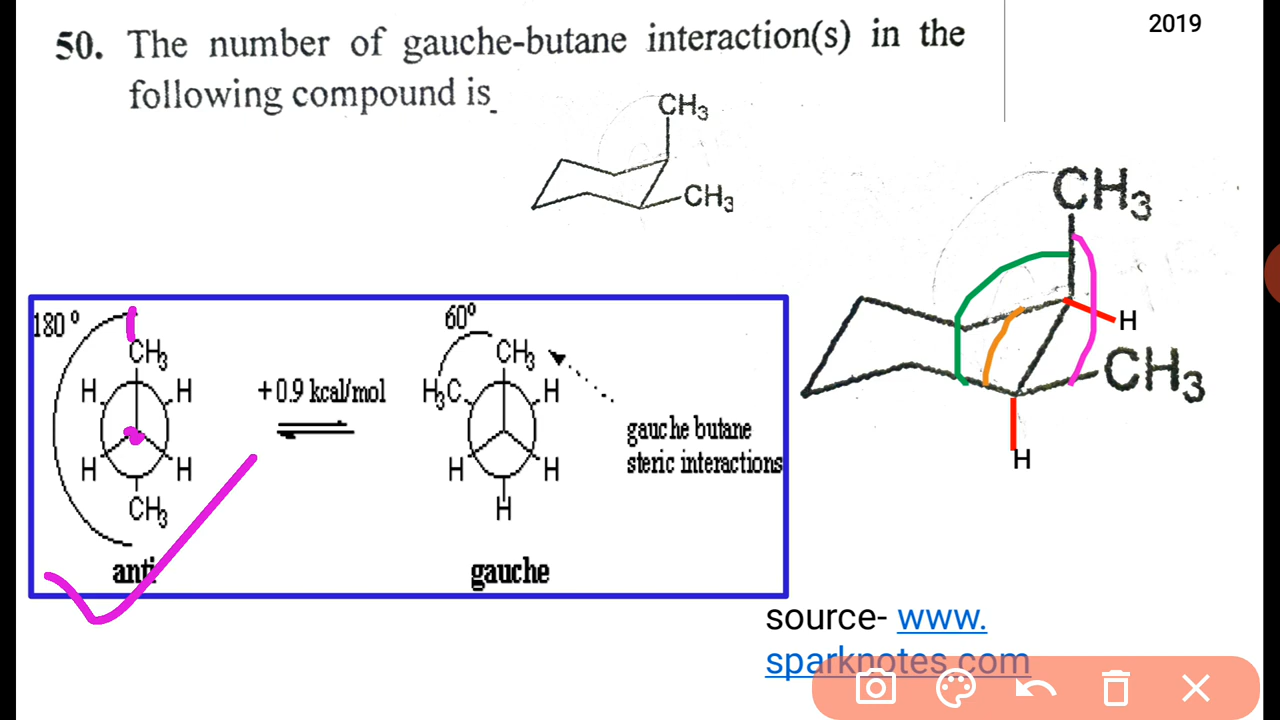 50. The number of gauche-butane interaction(s) in the
following compound is_
2019
CH3
CH3
CH3
H
CH3
H
180°
CH3
H H
H H
CH3
anti
+0.9 kcal/mol
60°
CH3
H3C H
H H
H
gauche
gauche butane
steric interactions
source- www.
sparknotes.com